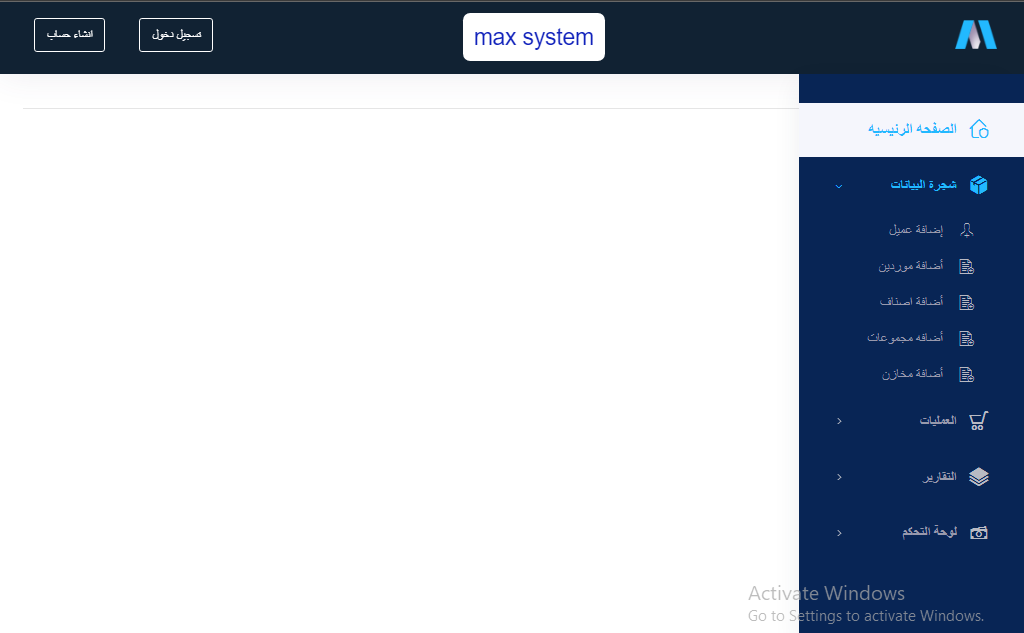 انشاء حساب
تسجيل دخول
max system
الصفحه الرئيسيه
شجرة البيانات
إضافة عميل
أضافة موردين
أضافة اصناف
أضافه مجموعات
أضافة مخازن
العمليات
التقارير
لوحة التحكم
Activate Windows
Go to Settings to activate Windows.